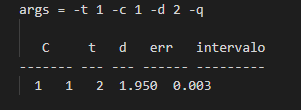 args = -t 1 -c 1 -d 2 -q
C t d err intervalo
------- --- --- ------ ----------
1 1 2 1.950 0.003